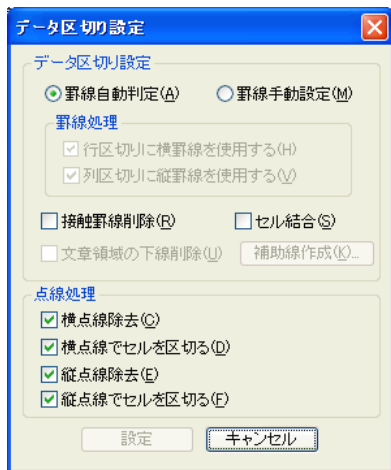 データ区切り設定
データ区切り設定
罫線自動判定(A) 罫線手動設定(M)
罫線処理
行区切りに横罫線を使用する(H)
列区切りに縦罫線を使用する(V)
接触罫線削除(R) セル結合(S)
文章領域の下線削除(U) 補助線作成(K)...
点線処理
横点線除去(C)
横点線でセルを区切る(D)
縦点線除去(E)
縦点線でセルを区切る(F)
設定 キャンセル